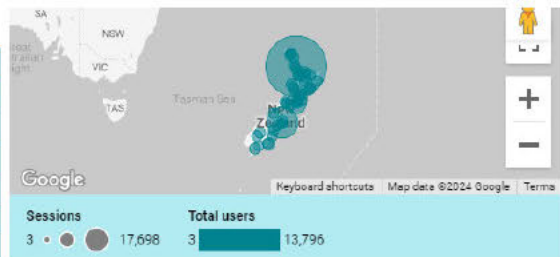 SA
NSW
VIC
TAS
Tasman Sea
New
Zealand
Google
Keyboard shortcuts
Map data ©2024 Google
Terms
Sessions
3
17,698
Total users
3
13,796